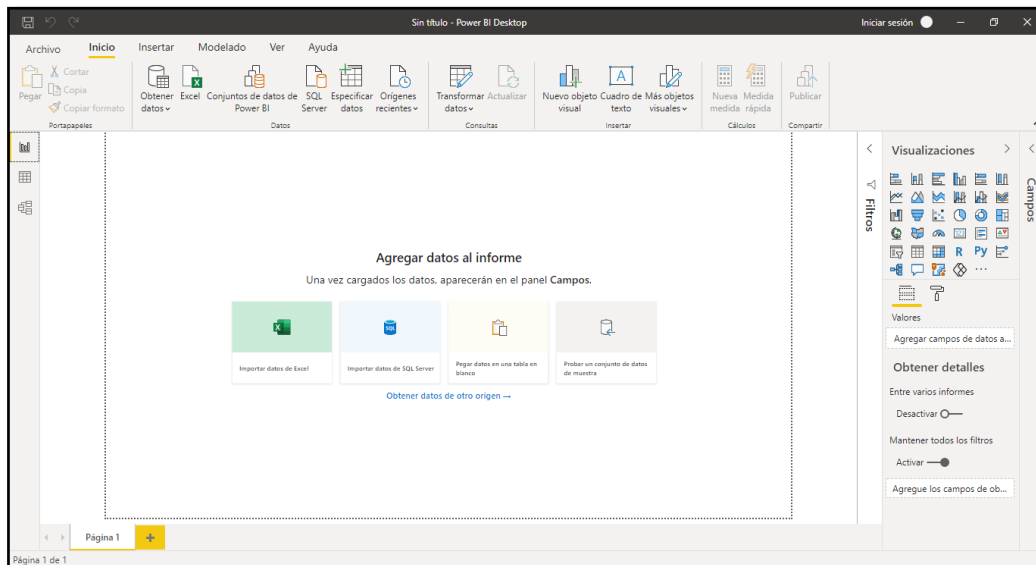 Sin título - Power BI Desktop
Iniciar sesión
Archivo Inicio Insertar Modelado Ver Ayuda
Pegar
Cortar
Copia
Copiar formato
Portapapeles
Obtener datos
Excel
Conjuntos de datos de Power BI
SQL Server
Especificar datos
Orígenes recientes
Datos
Transformar datos
Actualizar
Consultas
Nuevo objeto visual
A
Cuadro de texto
Más objetos visuales
Insertar
Nueva medida
Medida rápida
Cálculos
Publicar
Compartir
Agregar datos al informe
Una vez cargados los datos, aparecerán en el panel Campos.
X
SQL
Importar datos de Excel
Importar datos de SQL Server
Pegar datos en una tabla en
blanco
Probar un conjunto de datos
de muestra
Obtener datos de otro origen →
Filtros
Visualizaciones
R Py
123
...
Valores
Agregar campos de datos a...
Obtener detalles
Entre varios informes
Desactivar
Mantener todos los filtros
Activar
Agregue los campos de ob...
Campos
Página 1
+
Página 1 de 1